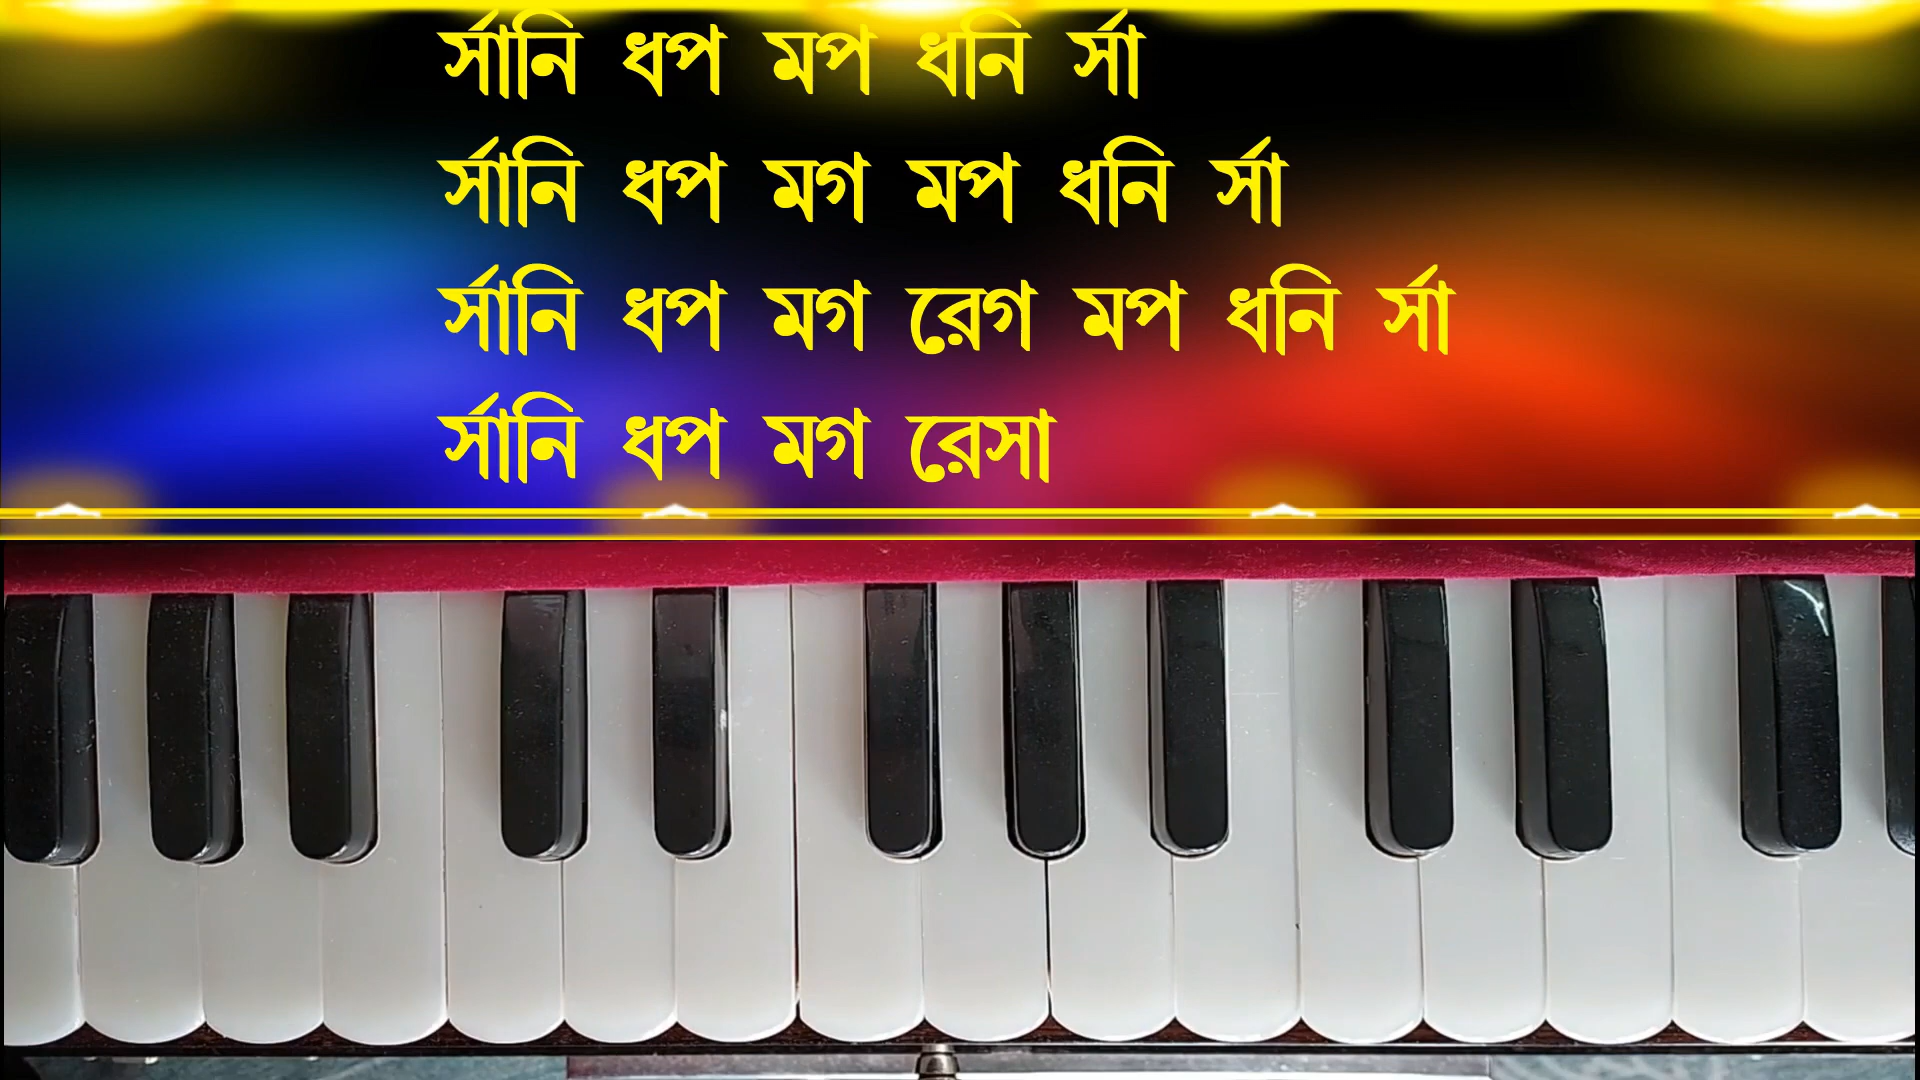 র্সানি ধপ মপ ধনি র্সা
র্সানি ধপ মগ মপ ধনি র্সা
র্সানি ধপ মগ রেগ মপ ধনি র্সা
র্সানি ধপ মগ রেসা